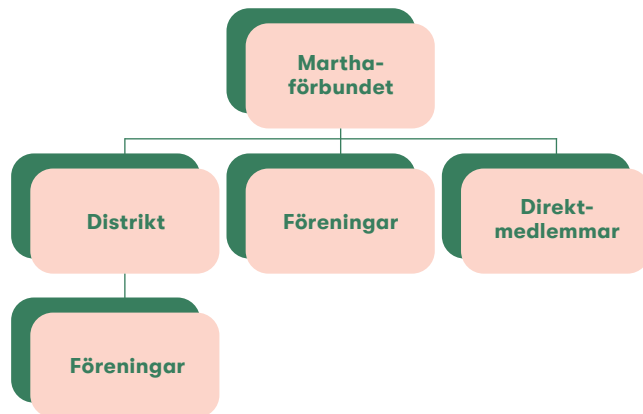 Martha-
förbundet
Distrikt
Föreningar
Direkt-
medlemmar
Föreningar